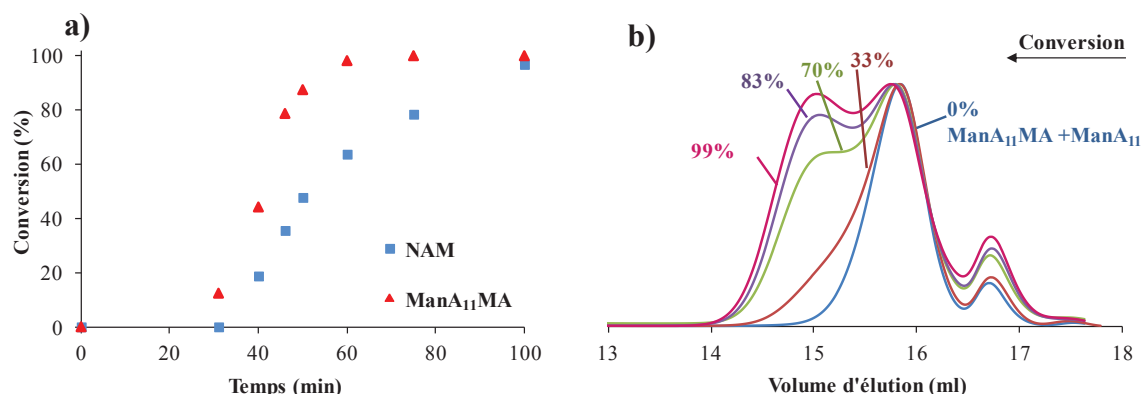 a)
Conversion (%)
100
80
60
40
20
0
NAM
ManA₁₁MA
0
20
40
60
80
100
Temps (min)
b)
Conversion
33%
70%
83%
0%
ManA₁₁MA +ManA₁₁
99%
13
14
15
16
17
18
Volume d'élution (ml)